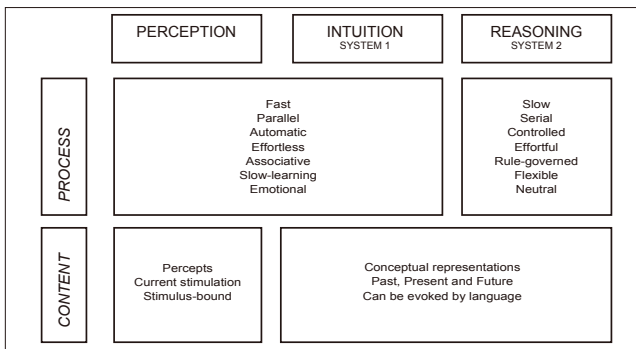 PERCEPTION
INTUITION
SYSTEM 1
REASONING
SYSTEM 2
PROCESS
Fast
Parallel
Automatic
Effortless
Associative
Slow-learning
Emotional
Slow
Serial
Controlled
Effortful
Rule-governed
Flexible
Neutral
CONTENT
Percepts
Current stimulation
Stimulus-bound
Conceptual representations
Past, Present and Future
Can be evoked by language